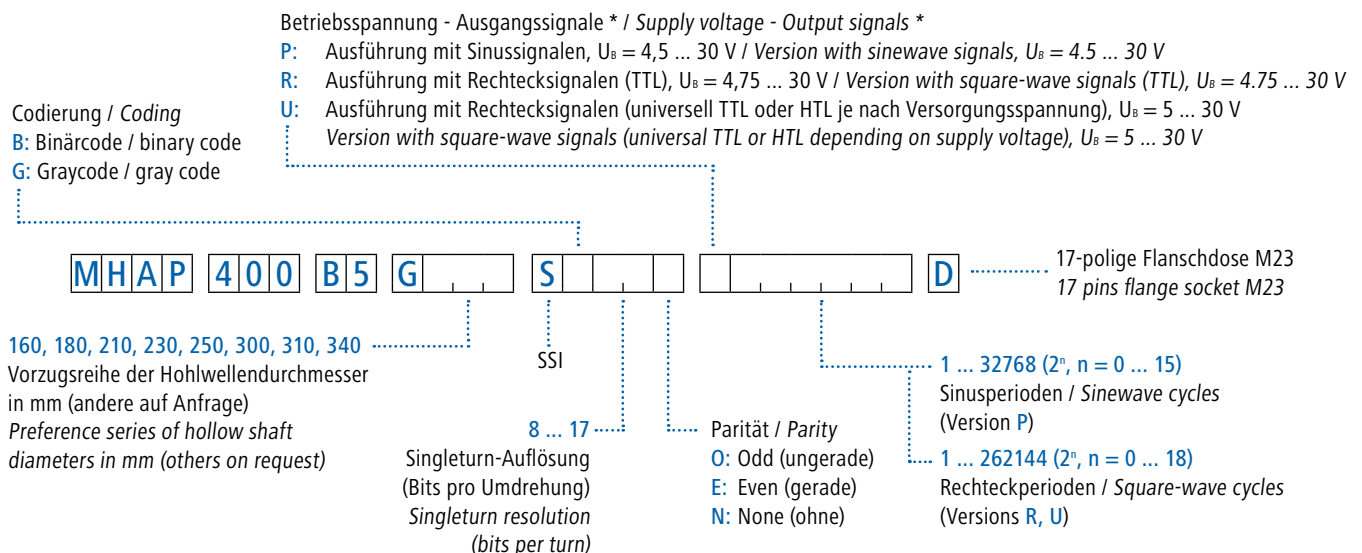 Betriebsspannung - Ausgangssignale * / Supply voltage - Output signals *
P: Ausführung mit Sinussignalen, UB = 4,5 ... 30 V / Version with sinewave signals, UB = 4.5 ... 30 V
R: Ausführung mit Rechtecksignalen (TTL), UB = 4,75 ... 30 V / Version with square-wave signals (TTL), UB = 4.75 ... 30 V
U: Ausführung mit Rechtecksignalen (universell TTL oder HTL je nach Versorgungsspannung), UB = 5 ... 30 V
Version with square-wave signals (universal TTL or HTL depending on supply voltage), UB = 5 ... 30 V
Codierung / Coding
B: Binärcode / binary code
G: Graycode / gray code
MHAP 400 B5 G S D
17-polige Flanschdose M23
17 pins flange socket M23
160, 180, 210, 230, 250, 300, 310, 340
Vorzugsreihe der Hohlwellendurchmesser
in mm (andere auf Anfrage)
Preference series of hollow shaft
diameters in mm (others on request)
SSI
8 ... 17
Singleturn-Auflösung
(Bits pro Umdrehung)
Singleturn resolution
(bits per turn)
Parität / Parity
O: Odd (ungerade)
E: Even (gerade)
N: None (ohne)
1 ... 32768 (2ⁿ, n = 0 ... 15)
Sinusperioden / Sinewave cycles
(Version P)
1 ... 262144 (2ⁿ, n = 0 ... 18)
Rechteckperioden / Square-wave cycles
(Versions R, U)